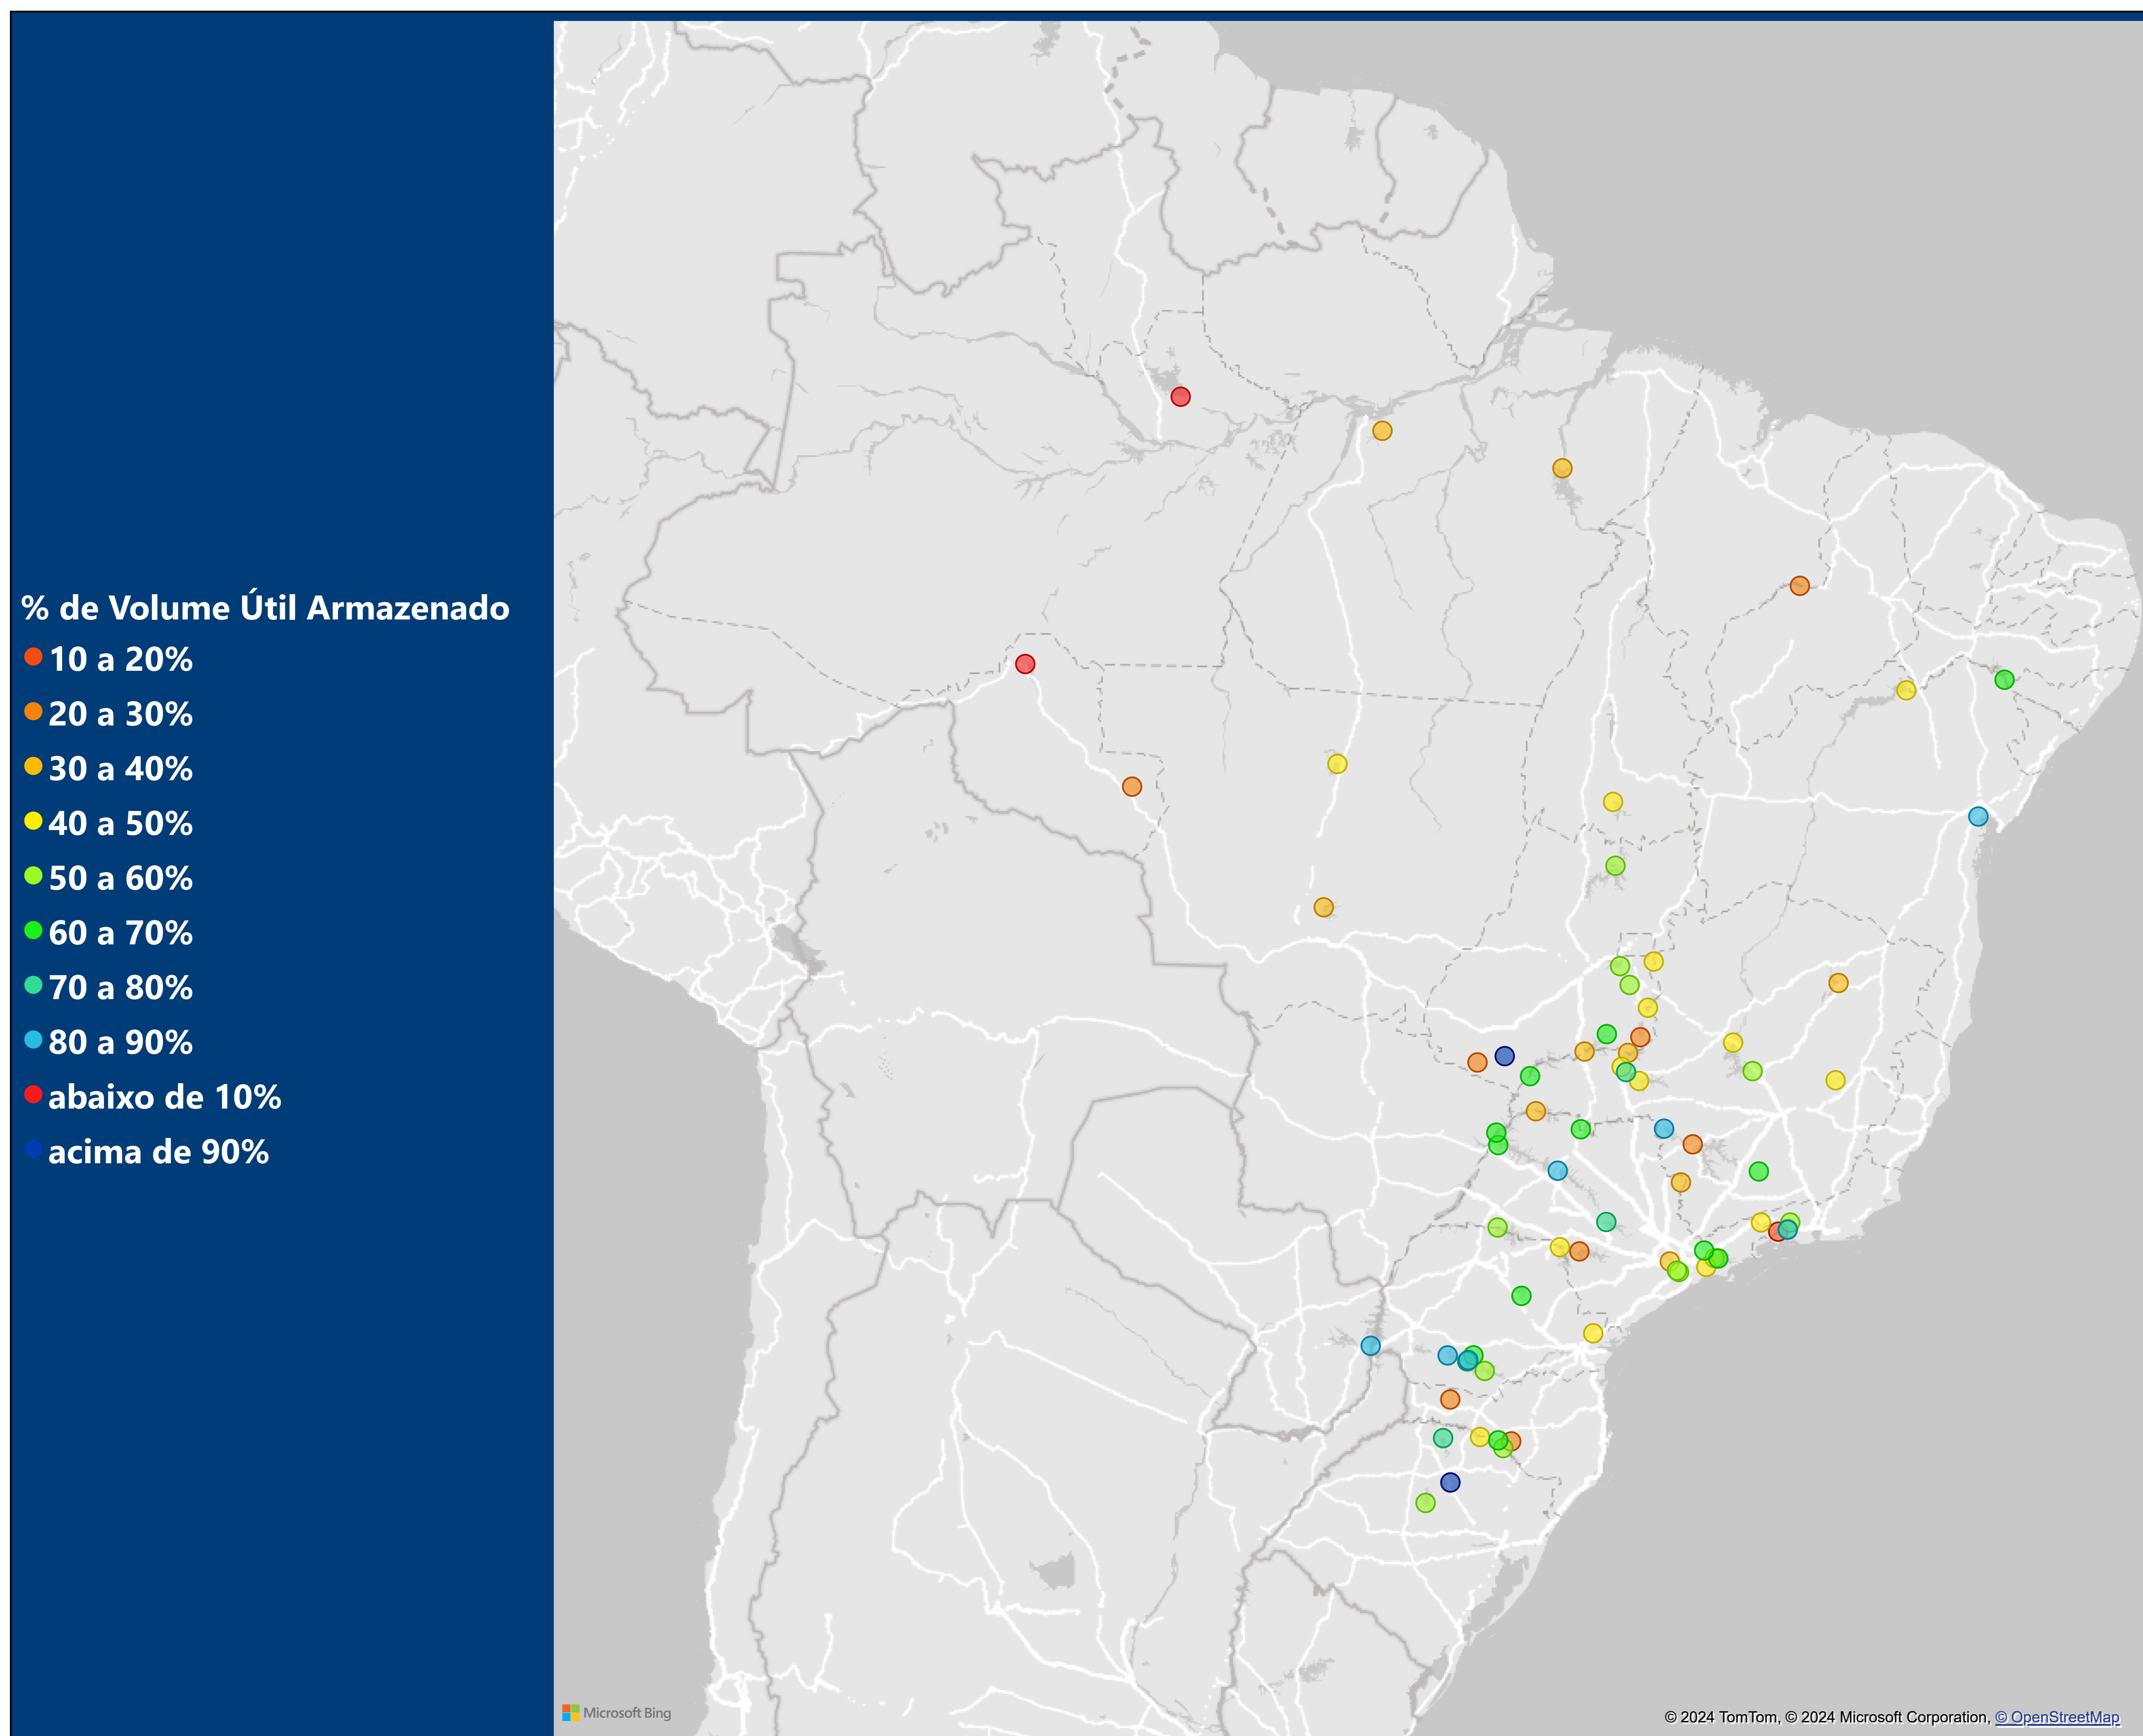 % de Volume Útil Armazenado
10 a 20%
20 a 30%
30 a 40%
40 a 50%
50 a 60%
60 a 70%
70 a 80%
80 a 90%
abaixo de 10%
acima de 90%
Microsoft Bing
© 2024 TomTom, © 2024 Microsoft Corporation, © OpenStreetMap